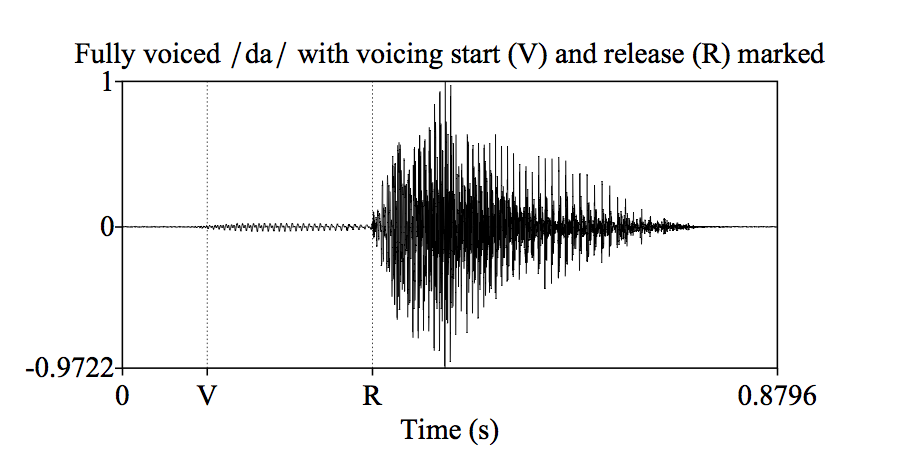 Fully voiced /da/ with voicing start (V) and release (R) marked
1
0
-0.9722
0 V R 0.8796
Time (s)